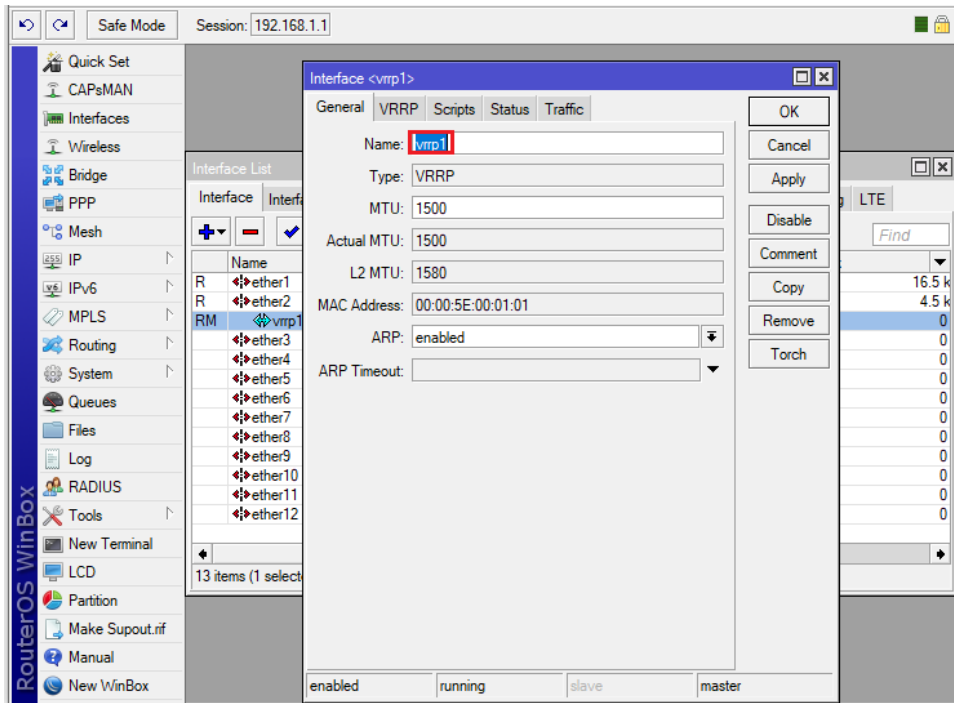 Safe Mode Session: 192.168.1.1
Quick Set
CAPsMAN
Interfaces
Wireless
Bridge
PPP
Mesh
IP
IPv6
MPLS
Routing
System
Queues
Files
Log
RADIUS
Tools
New Terminal
LCD
Partition
Make Supout.rif
Manual
New WinBox
RouterOS WinBox
Interface List
Interface
LTE
Find
Name
R ether1 16.5 k
R ether2 4.5 k
RM vrrp1 0
ether3 0
ether4 0
ether5 0
ether6 0
ether7 0
ether8 0
ether9 0
ether10 0
ether11 0
ether12 0
13 items (1 select
Interface <vrrp1>
General VRRP Scripts Status Traffic
Name: vrrp1
Type: VRRP
MTU: 1500
Actual MTU: 1500
L2 MTU: 1580
MAC Address: 00:00:5E:00:01:01
ARP: enabled
ARP Timeout:
OK
Cancel
Apply
Disable
Comment
Copy
Remove
Torch
enabled running slave master